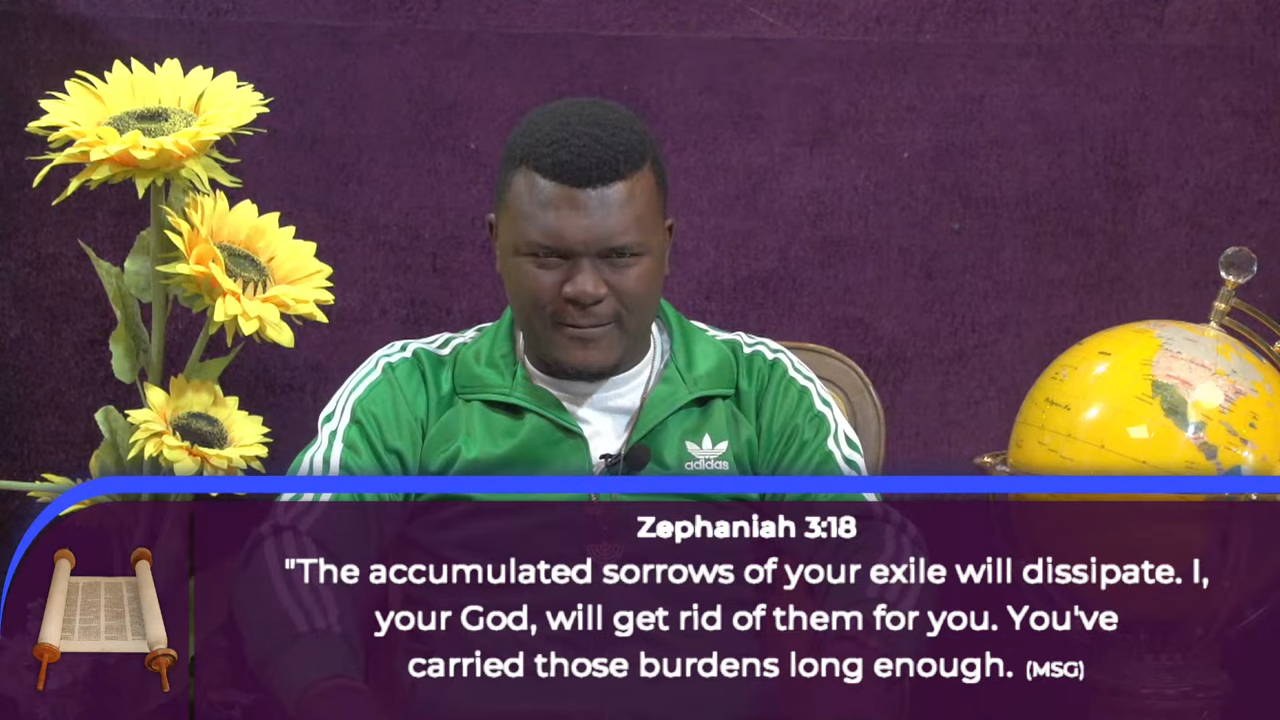 adidas
Zephaniah 3:18
"The accumulated sorrows of your exile will dissipate. I,
your God, will get rid of them for you. You've
carried those burdens long enough. (MSG)